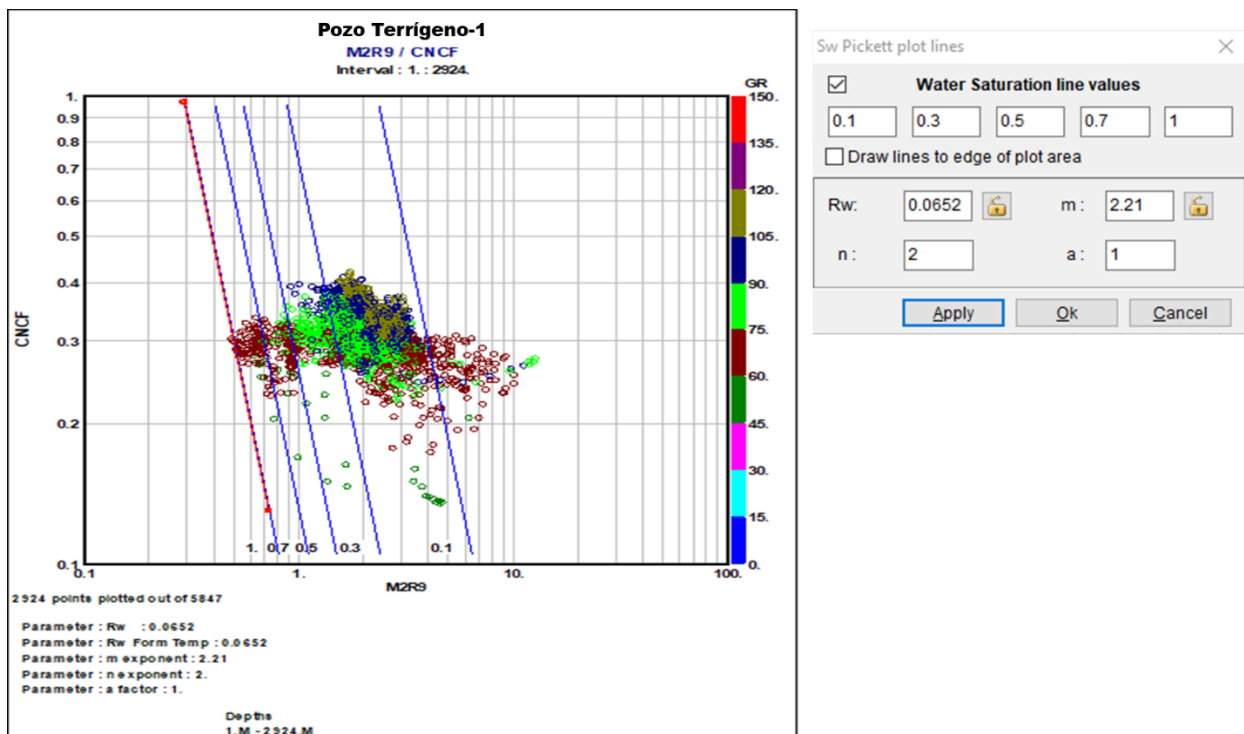 Pozo Terrígeno-1
M2R9 / CNCF
Interval : 1. : 2924.
GR
1.
0.9
0.8
0.7
0.6
0.5
0.4
0.3
0.2
0.1
CNCF
150.
135.
120.
105.
90.
75.
60.
45.
30.
15.
0.
1. 0.7 0.5 0.3 0.1
0.1 1. 10. 100.
M2R9
2924 points plotted out of 5847
Parameter : Rw : 0.0652
Parameter : Rw Form Temp : 0.0652
Parameter : m exponent : 2.21
Parameter : n exponent : 2.
Parameter : a factor : 1.
Depths
1.M - 2924.M
Sw Pickett plot lines
Water Saturation line values
0.1 0.3 0.5 0.7 1
Draw lines to edge of plot area
Rw: 0.0652 m : 2.21
n : 2 a : 1
Apply Ok Cancel